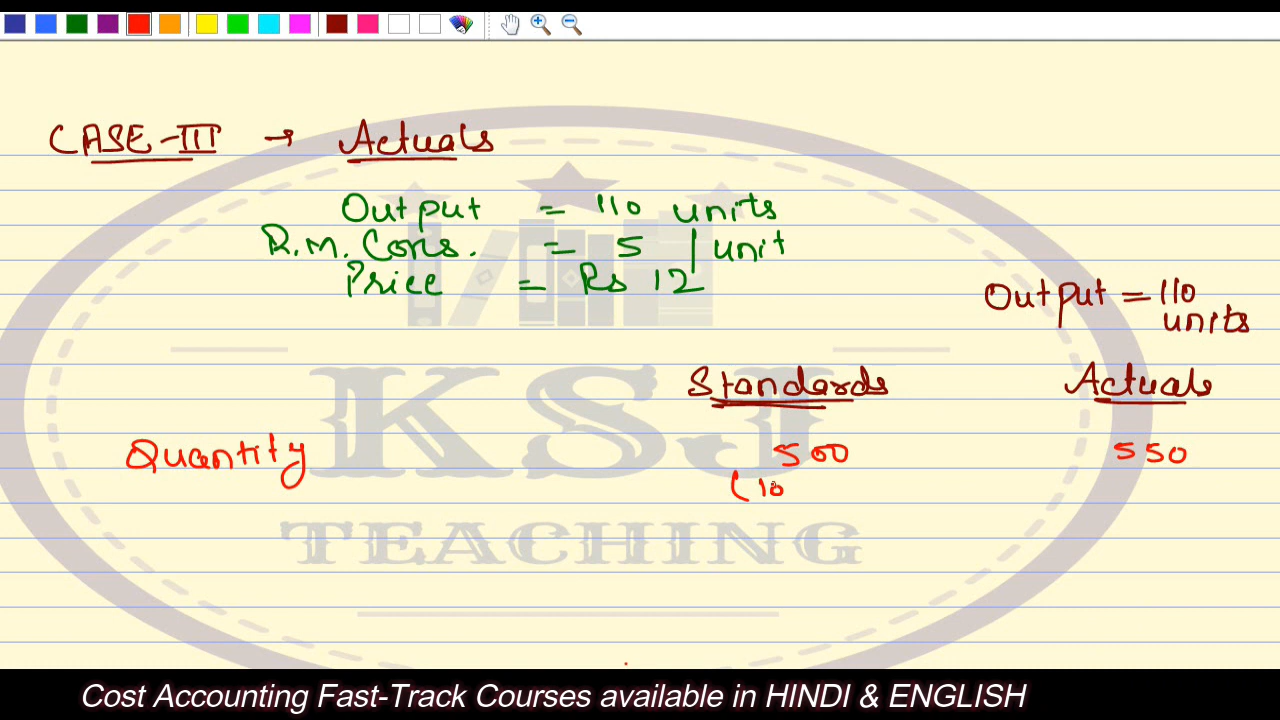 CASE-III → Actuals
Output = 110 units
R.M. Cons. = 5 / unit
Price = Rs 12
Output = 110
units
Standards Actuals
Quantity 500 550
(10
KSJ
TEACHING
Cost Accounting Fast-Track Courses available in HINDI & ENGLISH